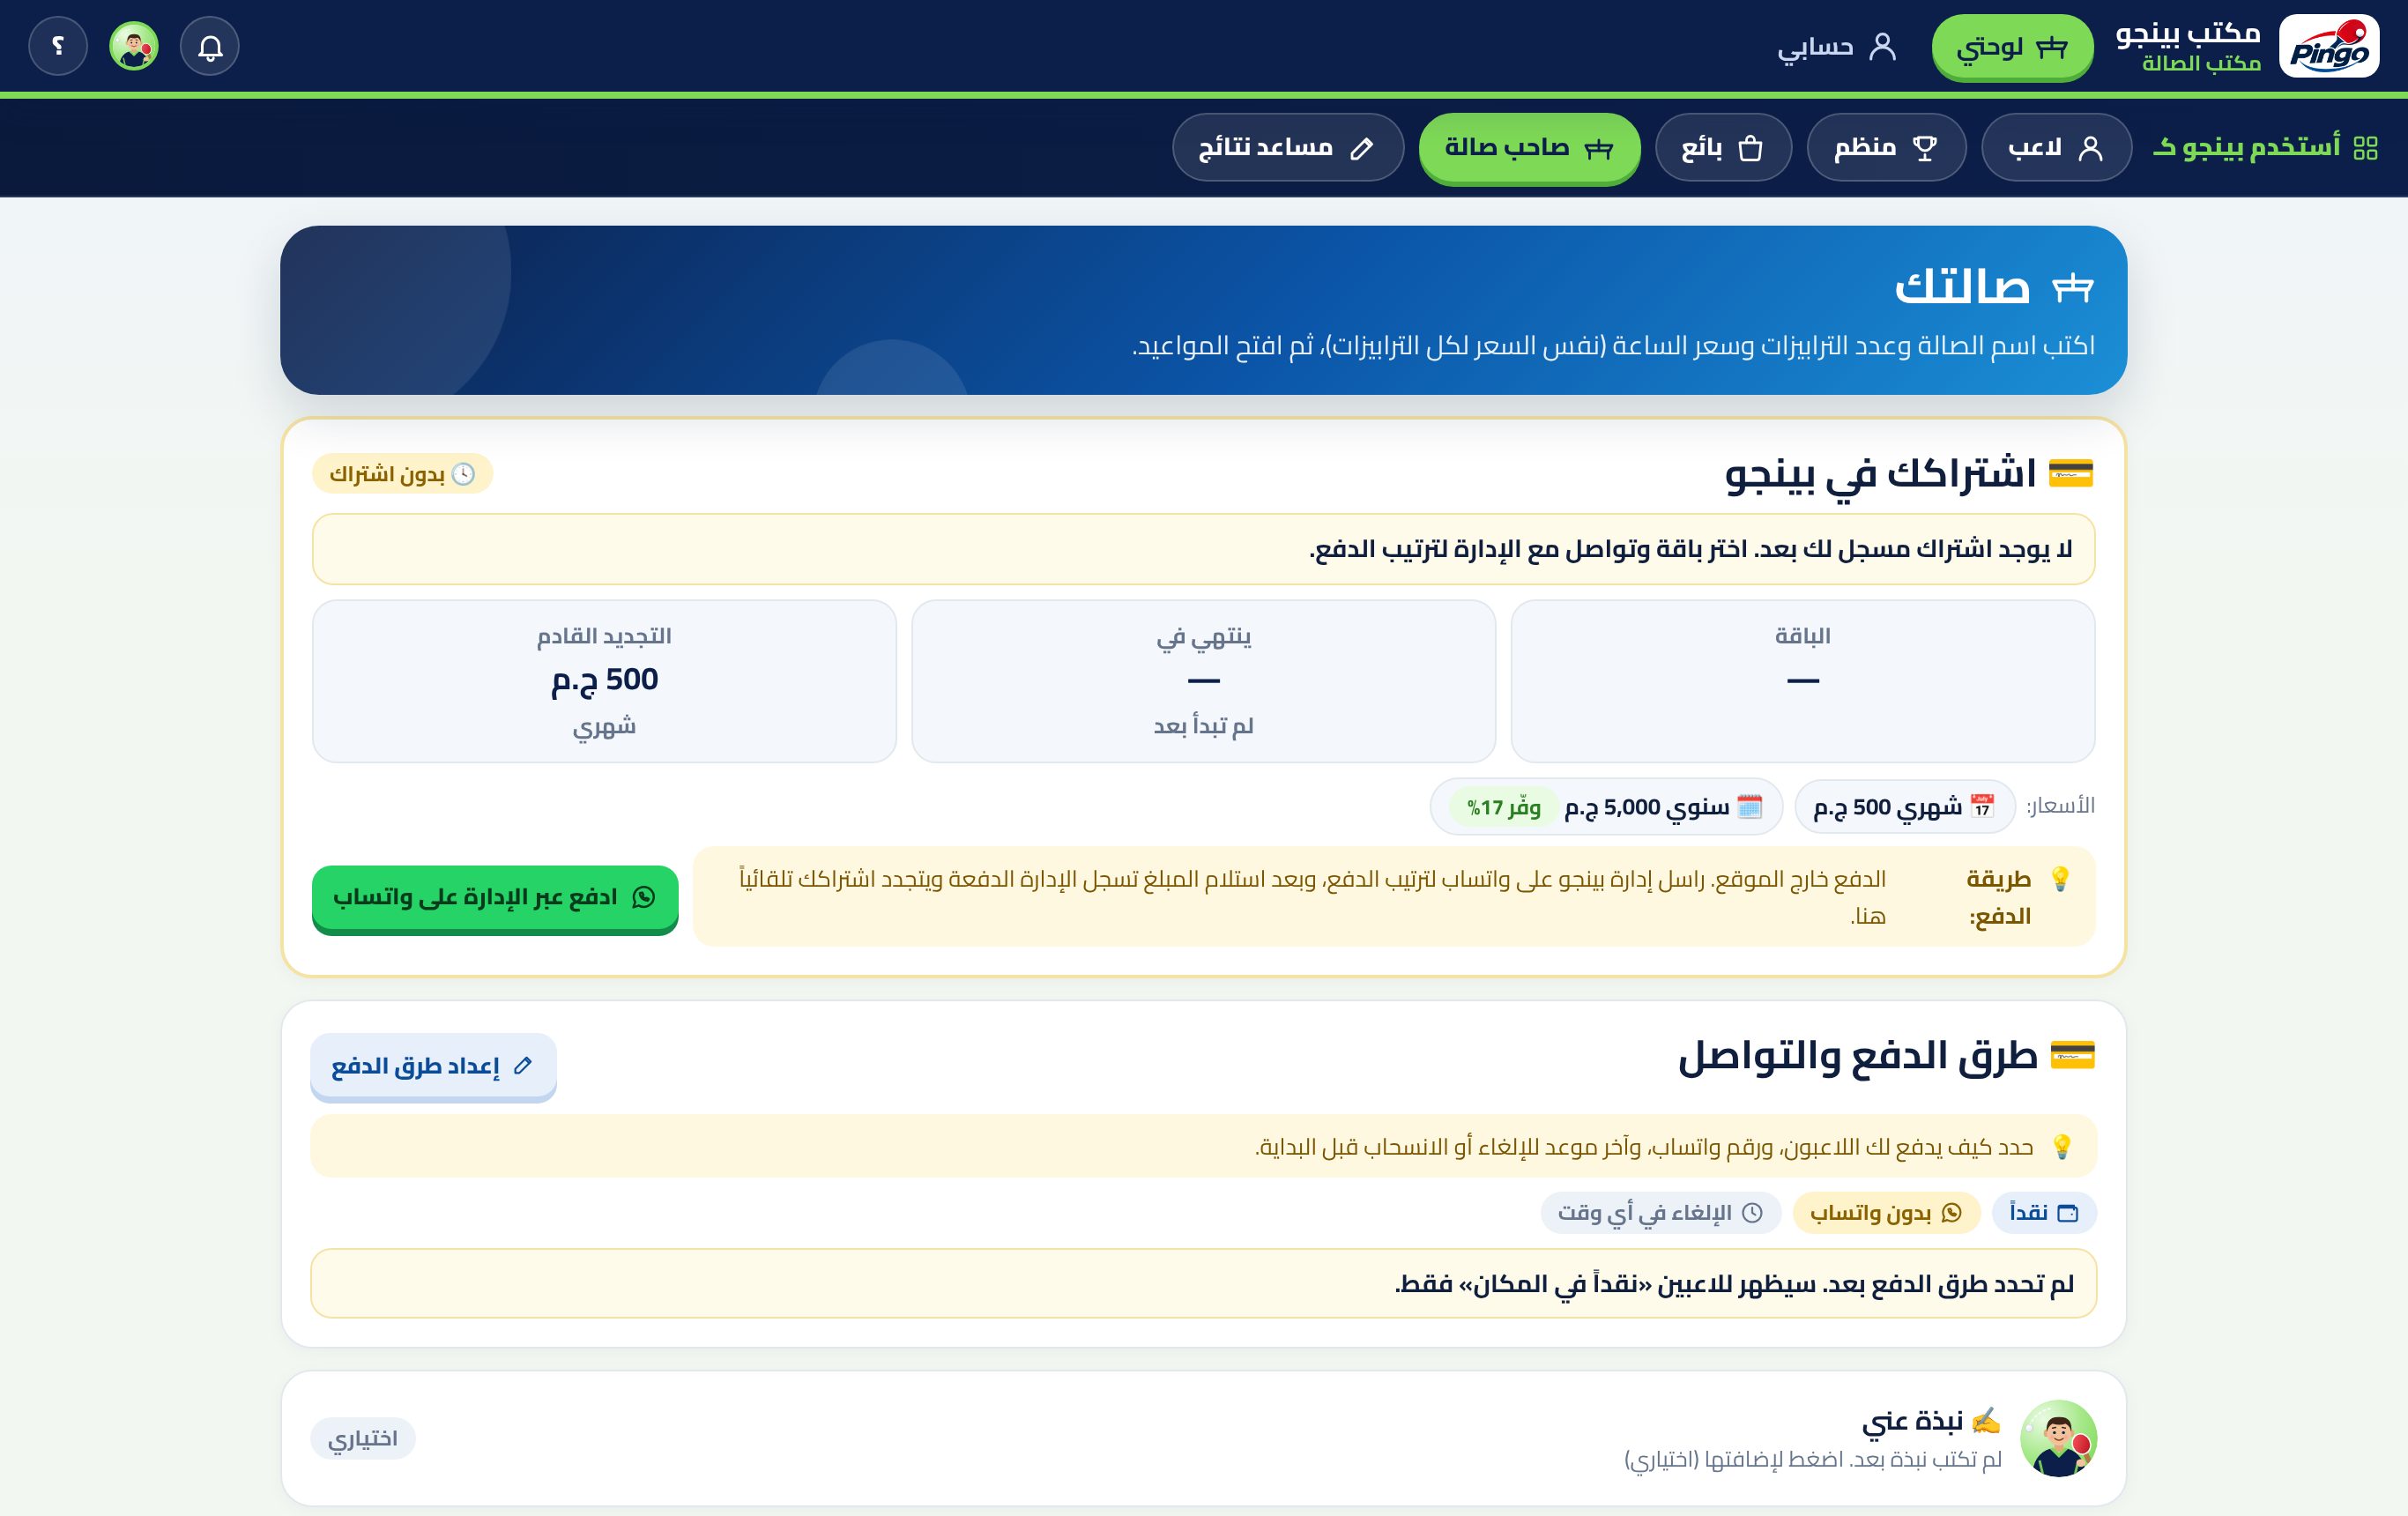 Pingo
مكتب بينجو
مكتب الصالة
لوحتي
حسابي
؟
أستخدم بينجو كـ
لاعب
منظم
بائع
صاحب صالة
مساعد نتائج
صالتك
اكتب اسم الصالة وعدد الترابيزات وسعر الساعة (نفس السعر لكل الترابيزات)، ثم افتح المواعيد.
اشتراكك في بينجو
بدون اشتراك
لا يوجد اشتراك مسجل لك بعد. اختر باقة وتواصل مع الإدارة لترتيب الدفع.
الباقة
—
ينتهي في
—
لم تبدأ بعد
التجديد القادم
500 ج.م
شهري
الأسعار:
شهري 500 ج.م
سنوي 5,000 ج.م
وفّر 17%
طريقة الدفع:
الدفع خارج الموقع. راسل إدارة بينجو على واتساب لترتيب الدفع، وبعد استلام المبلغ تسجل الإدارة الدفعة ويتجدد اشتراكك تلقائياً
هنا.
ادفع عبر الإدارة على واتساب
طرق الدفع والتواصل
إعداد طرق الدفع
حدد كيف يدفع لك اللاعبون، ورقم واتساب، وآخر موعد للإلغاء أو الانسحاب قبل البداية.
نقداً
بدون واتساب
الإلغاء في أي وقت
لم تحدد طرق الدفع بعد. سيظهر للاعبين «نقداً في المكان» فقط.
نبذة عني
لم تكتب نبذة بعد. اضغط لإضافتها (اختياري)
اختياري